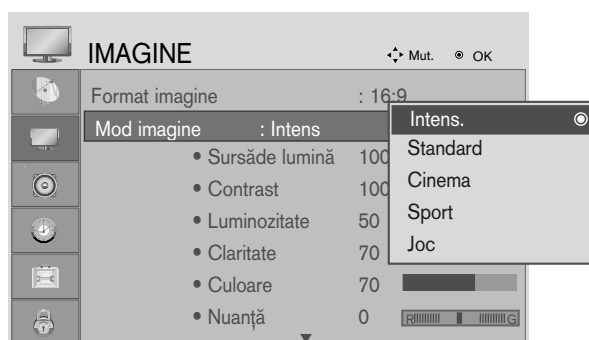 IMAGINE
Mut. OK
Format imagine : 16:9
Mod imagine : Intens
• Sursăde lumină 100
• Contrast 100
• Luminozitate 50
• Claritate 70
• Culoare 70
• Nuanţă 0 R G
Intens.
Standard
Cinema
Sport
Joc